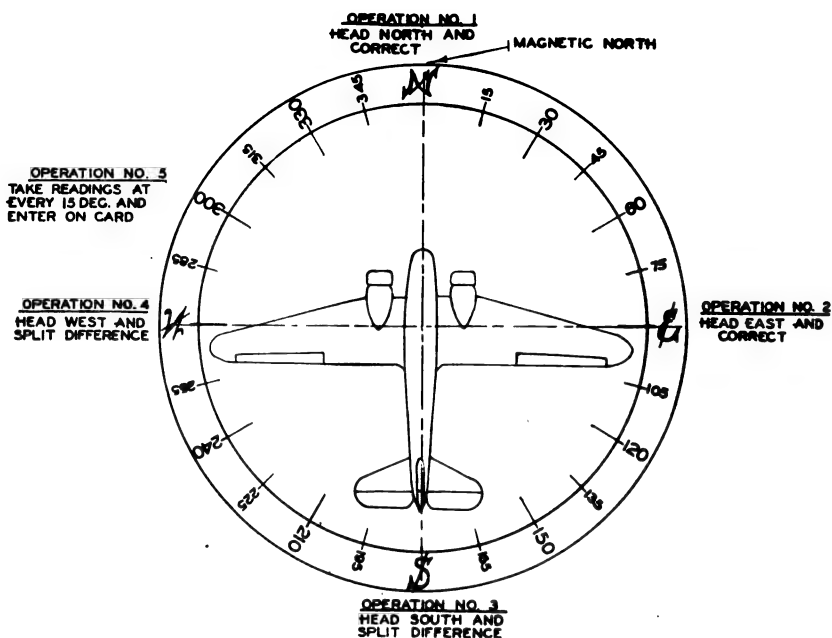 OPERATION NO. 1
HEAD NORTH AND
CORRECT
MAGNETIC NORTH
N
345
15
330
30
315
45
OPERATION NO. 5
TAKE READINGS AT
EVERY 15 DEG. AND
ENTER ON CARD
300
60
285
75
OPERATION NO. 4
HEAD WEST AND
SPLIT DIFFERENCE
W
E
OPERATION NO. 2
HEAD EAST AND
CORRECT
255
105
240
120
225
135
210
150
195
165
S
OPERATION NO. 3
HEAD SOUTH AND
SPLIT DIFFERENCE